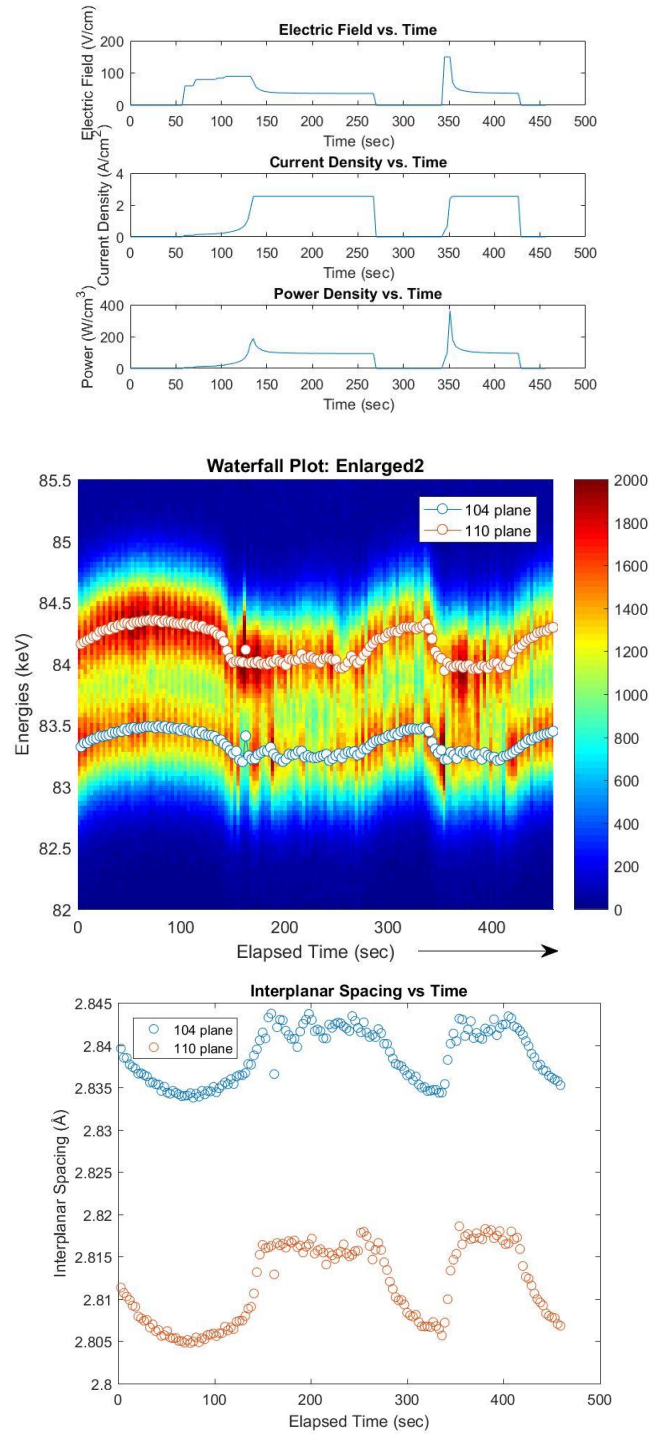 Electric Field vs. Time
Electric Field (V/cm)
200
100
0
0 50 100 150 200 250 300 350 400 450 500
Time (sec)
Current Density vs. Time
Current Density (A/cm2)
4
2
0
0 50 100 150 200 250 300 350 400 450 500
Time (sec)
Power Density vs. Time
Power (W/cm3)
400
200
0
0 50 100 150 200 250 300 350 400 450 500
Time (sec)
Waterfall Plot: Enlarged2
Energies (keV)
85.5
85
84.5
84
83.5
83
82.5
82
104 plane
110 plane
2000
1800
1600
1400
1200
1000
800
600
400
200
0
0 100 200 300 400
Elapsed Time (sec)
Interplanar Spacing vs Time
Interplanar Spacing (Å)
2.845
2.84
2.835
2.83
2.825
2.82
2.815
2.81
2.805
2.8
104 plane
110 plane
0 100 200 300 400 500
Elapsed Time (sec)